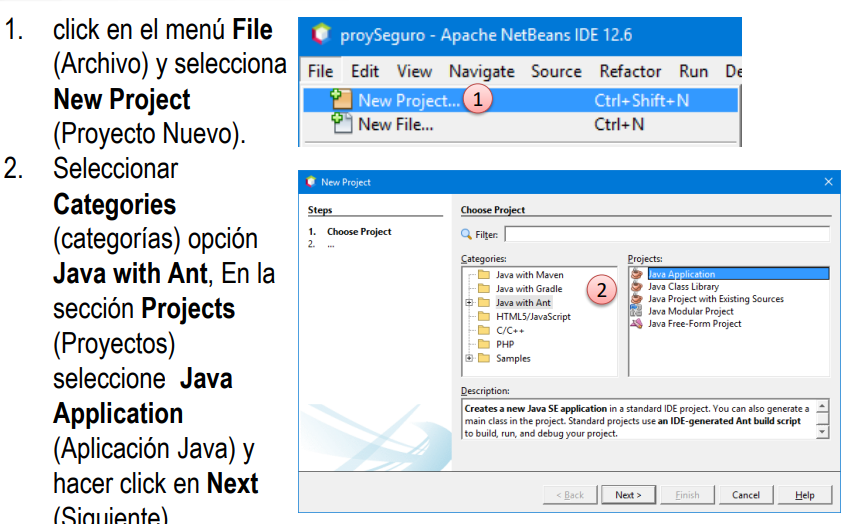 1. click en el menú File
(Archivo) y selecciona
New Project
(Proyecto Nuevo).
2. Seleccionar
Categories
(categorías) opción
Java with Ant, En la
sección Projects
(Proyectos)
seleccione Java
Application
(Aplicación Java) y
hacer click en Next
(Siguiente)
proySeguro - Apache NetBeans IDE 12.6
File Edit View Navigate Source Refactor Run De
New Project... 1 Ctrl+Shift+N
New File... Ctrl+N
New Project
Steps
1. Choose Project
2. ...
Choose Project
Filter:
Categories:
Java with Maven
Java with Gradle
Java with Ant
HTML5/JavaScript
C/C++
PHP
Samples
2
Projects:
Java Application
Java Class Library
Java Project with Existing Sources
Java Modular Project
Java Free-Form Project
Description:
Creates a new Java SE application in a standard IDE project. You can also generate a
main class in the project. Standard projects use an IDE-generated Ant build script
to build, run, and debug your project.
< Back Next > Finish Cancel Help